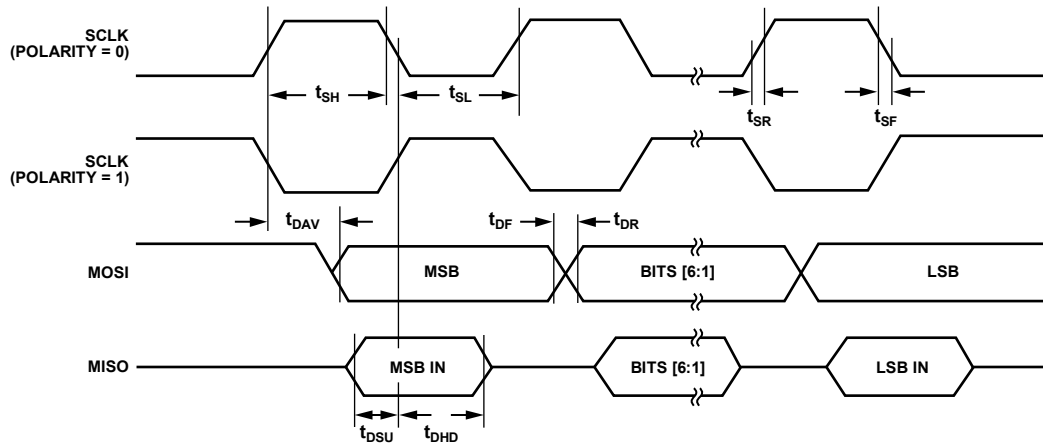 SCLK
(POLARITY = 0)
tSH
tSL
tSR
tSF
SCLK
(POLARITY = 1)
tDAV
tDF
tDR
MOSI
MSB
BITS [6:1]
LSB
MISO
MSB IN
BITS [6:1]
LSB IN
tDSU
tDHD